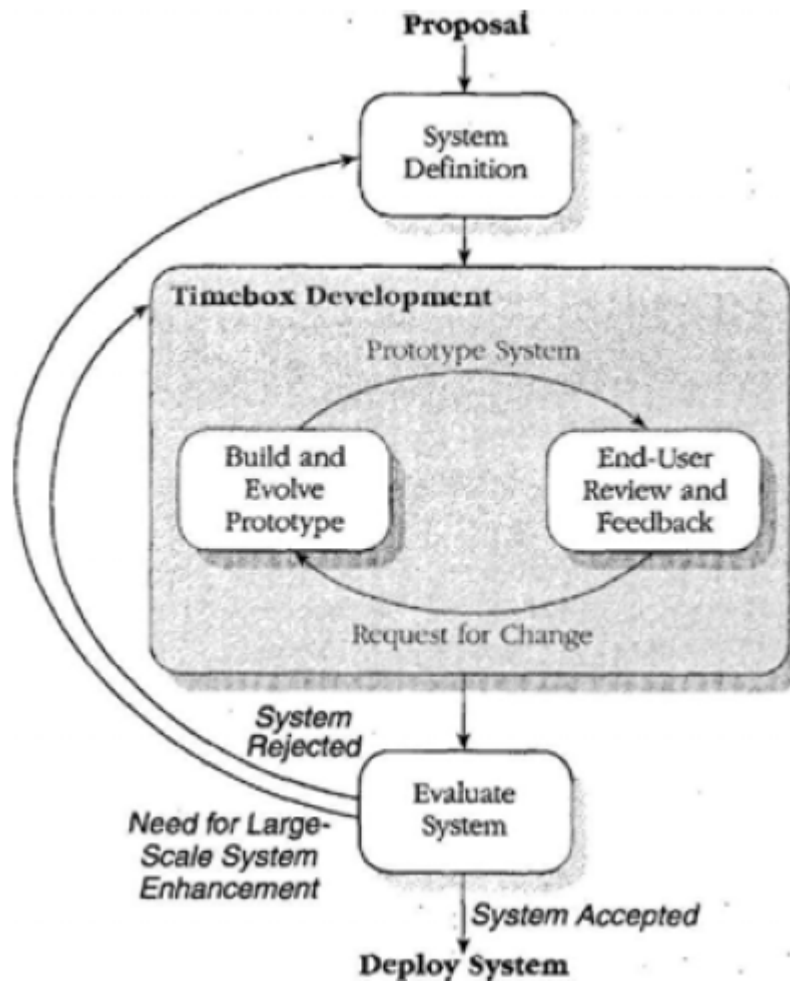 Proposal
System
Definition
Timebox Development
Prototype System
Build and
Evolve
Prototype
End-User
Review and
Feedback
Request for Change
System
Rejected
Evaluate
System
Need for Large-
Scale System
Enhancement
System Accepted
Deploy System